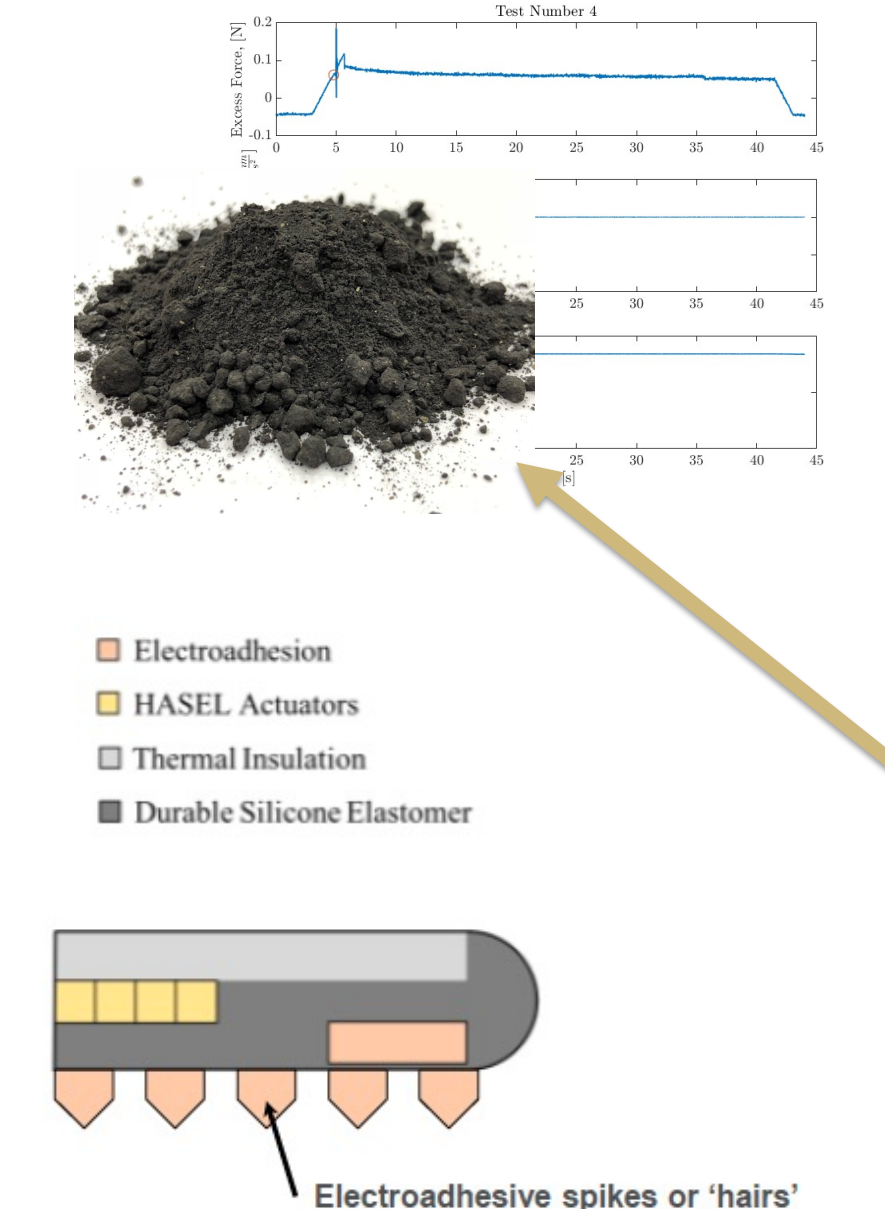 Test Number 4
Excess Force, [N]
0.2
0.1
0
-0.1
0 5 10 15 20 25 30 35 40 45
25 30 35 40 45
25 30 35 40 45
[s]
Electroadhesion
HASEL Actuators
Thermal Insulation
Durable Silicone Elastomer
Electroadhesive spikes or ‘hairs’